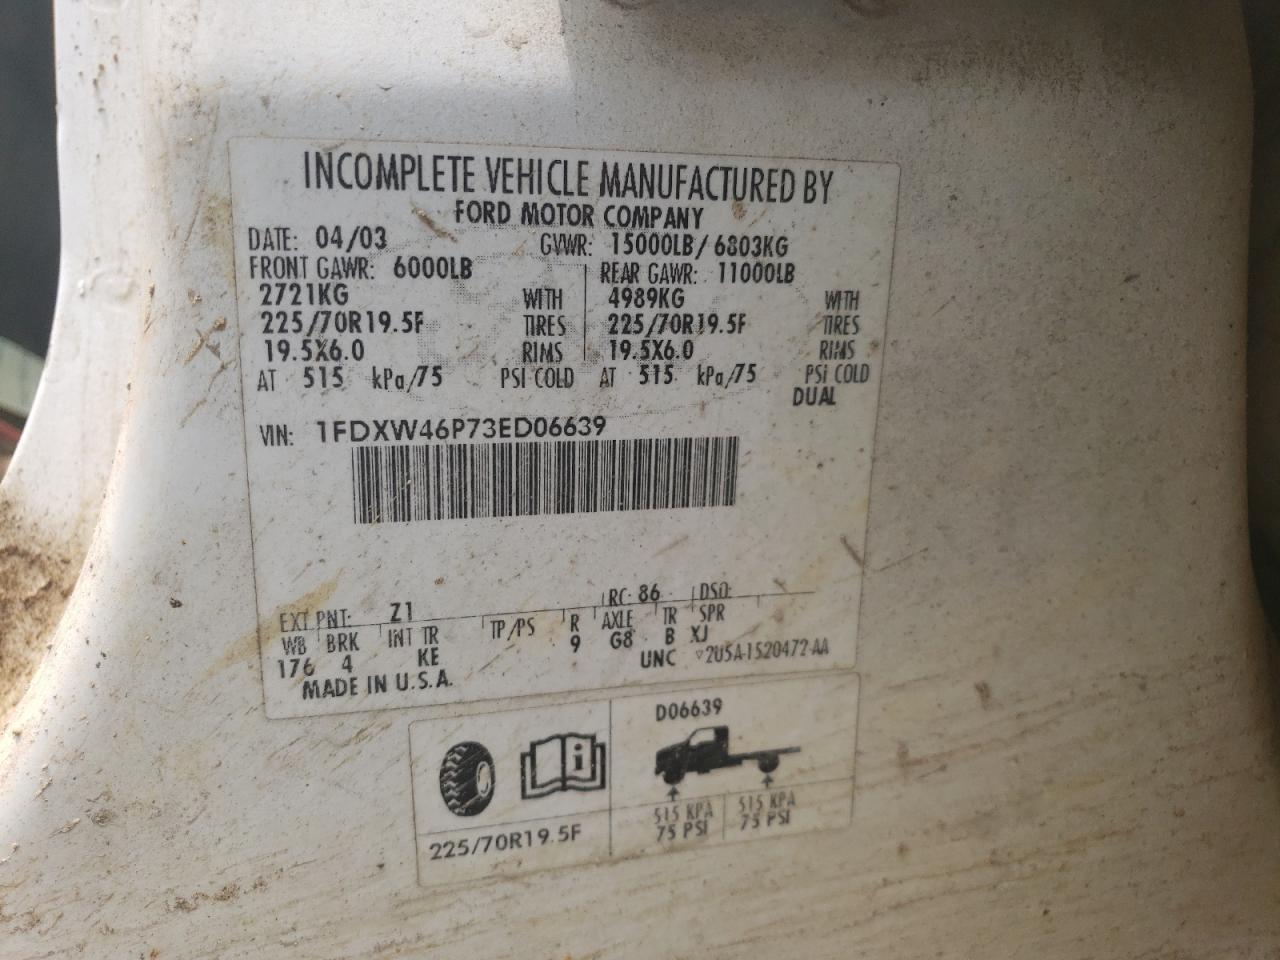 INCOMPLETE VEHICLE MANUFACTURED BY
FORD MOTOR COMPANY
DATE: 04/03 GVWR: 15000LB/ 6803KG
FRONT GAWR: 6000LB REAR GAWR: 11000LB
2721KG WITH 4989KG WITH
225/70R19.5F TIRES 225/70R19.5F TIRES
19.5X6.0 RIMS 19.5X6.0 RIMS
AT 515 kPa/75 PSI COLD AT 515 kPa/75 PSI COLD
DUAL
VIN: 1FDXW46P73ED06639
EXT PNT: Z1 RC: 86 DSO:
WB BRK INT TR TP/PS R AXLE TR SPR
176 4 KE 9 G8 B XJ
MADE IN U.S.A. UNC ▽2U5A-1520472-AA
D06639
i
515 KPA 515 KPA
75 PSI 75 PSI
225/70R19.5F